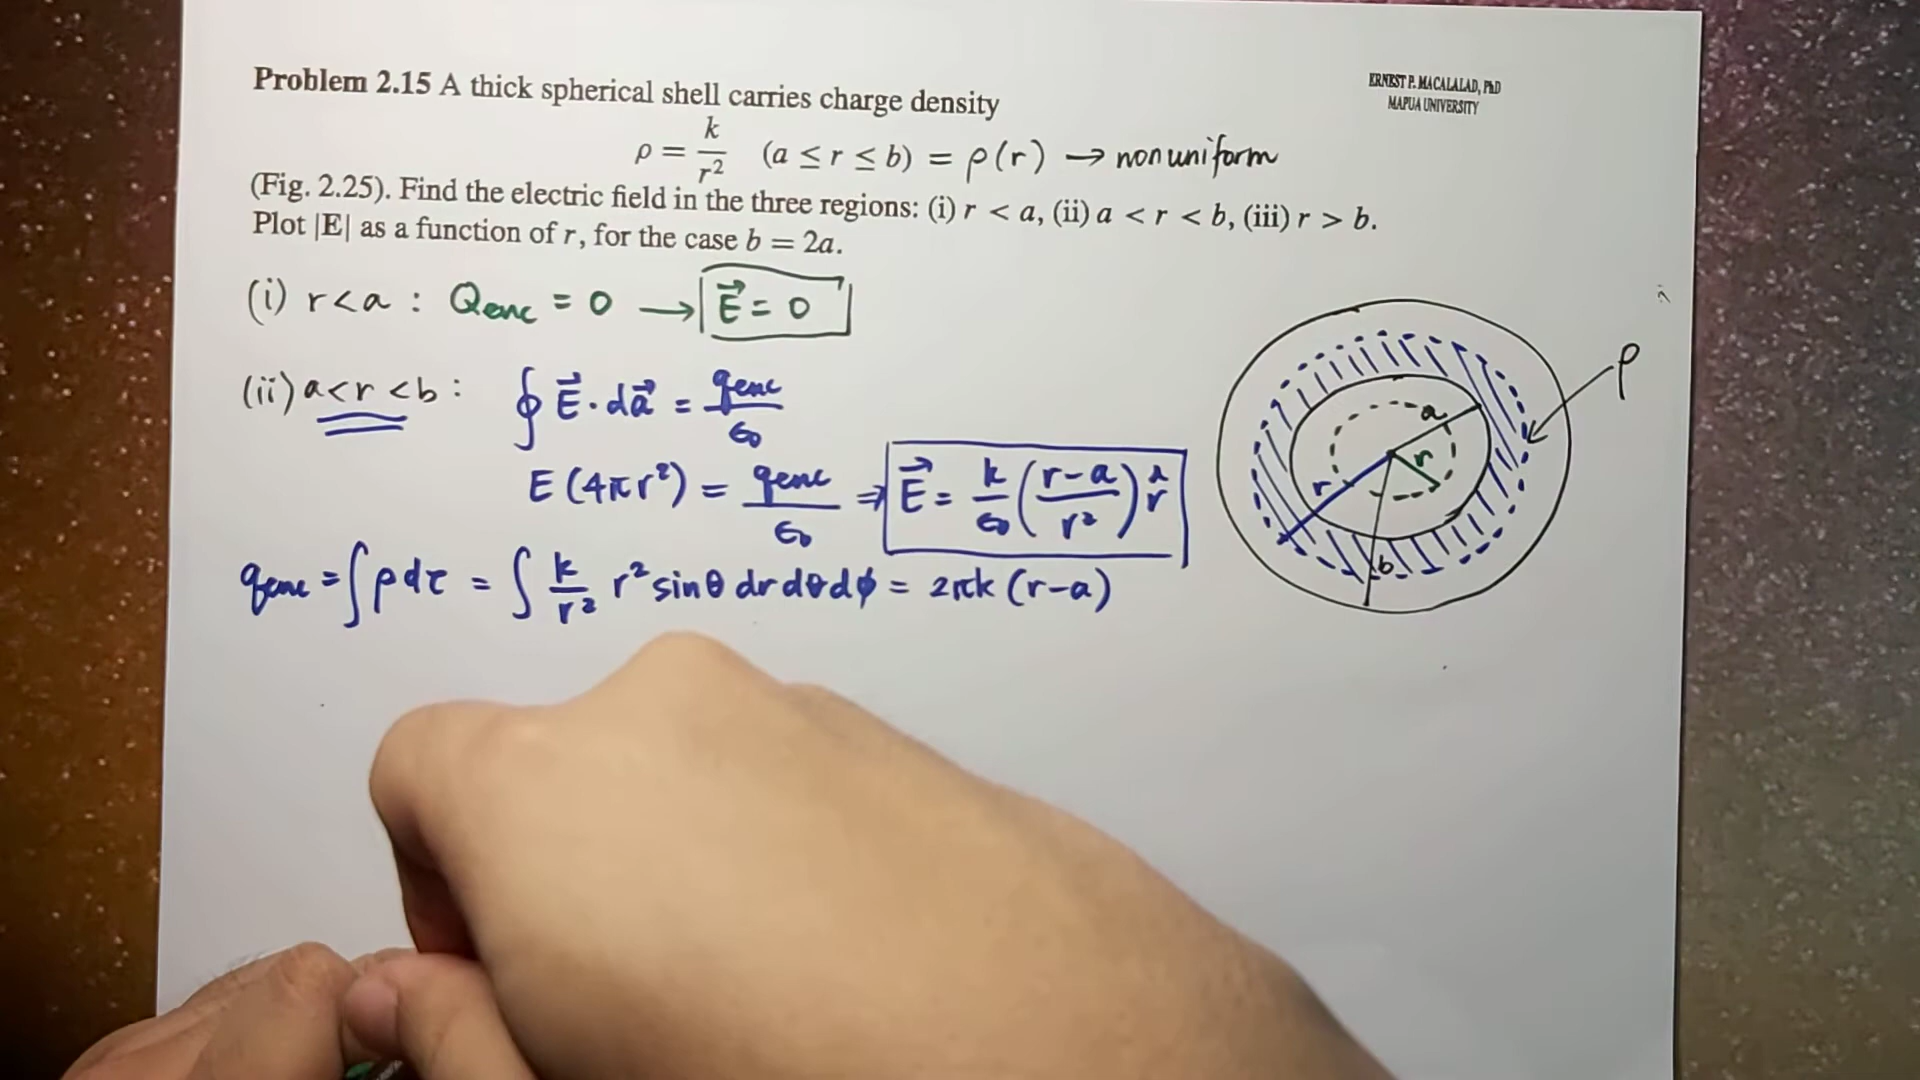 Problem 2.15 A thick spherical shell carries charge density
ERNEST P. MACALALAD, PhD
MAPUA UNIVERSITY
ρ = k/r² (a ≤ r ≤ b) = ρ(r) → nonuniform
(Fig. 2.25). Find the electric field in the three regions: (i) r < a, (ii) a < r < b, (iii) r > b.
Plot |E| as a function of r, for the case b = 2a.
(i) r<a : Qenc = 0 → E⃗ = 0
(ii) a<r<b : ∮ E⃗ · da⃗ = qenc/ϵ₀
E (4πr²) = qenc/ϵ₀ ⇒ E⃗ = k/ϵ₀ (r-a/r²) r̂
qenc = ∫ρdτ = ∫ k/r² r² sinθ dr dθ dϕ = 2πk (r-a)
ρ
a
r
r
b